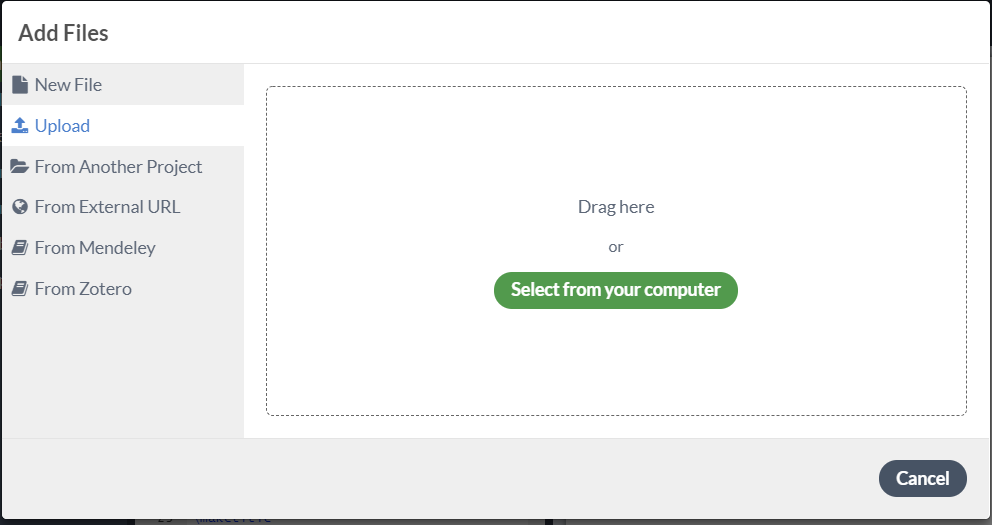 Add Files
New File
Upload
From Another Project
From External URL
From Mendeley
From Zotero
Drag here
or
Select from your computer
Cancel